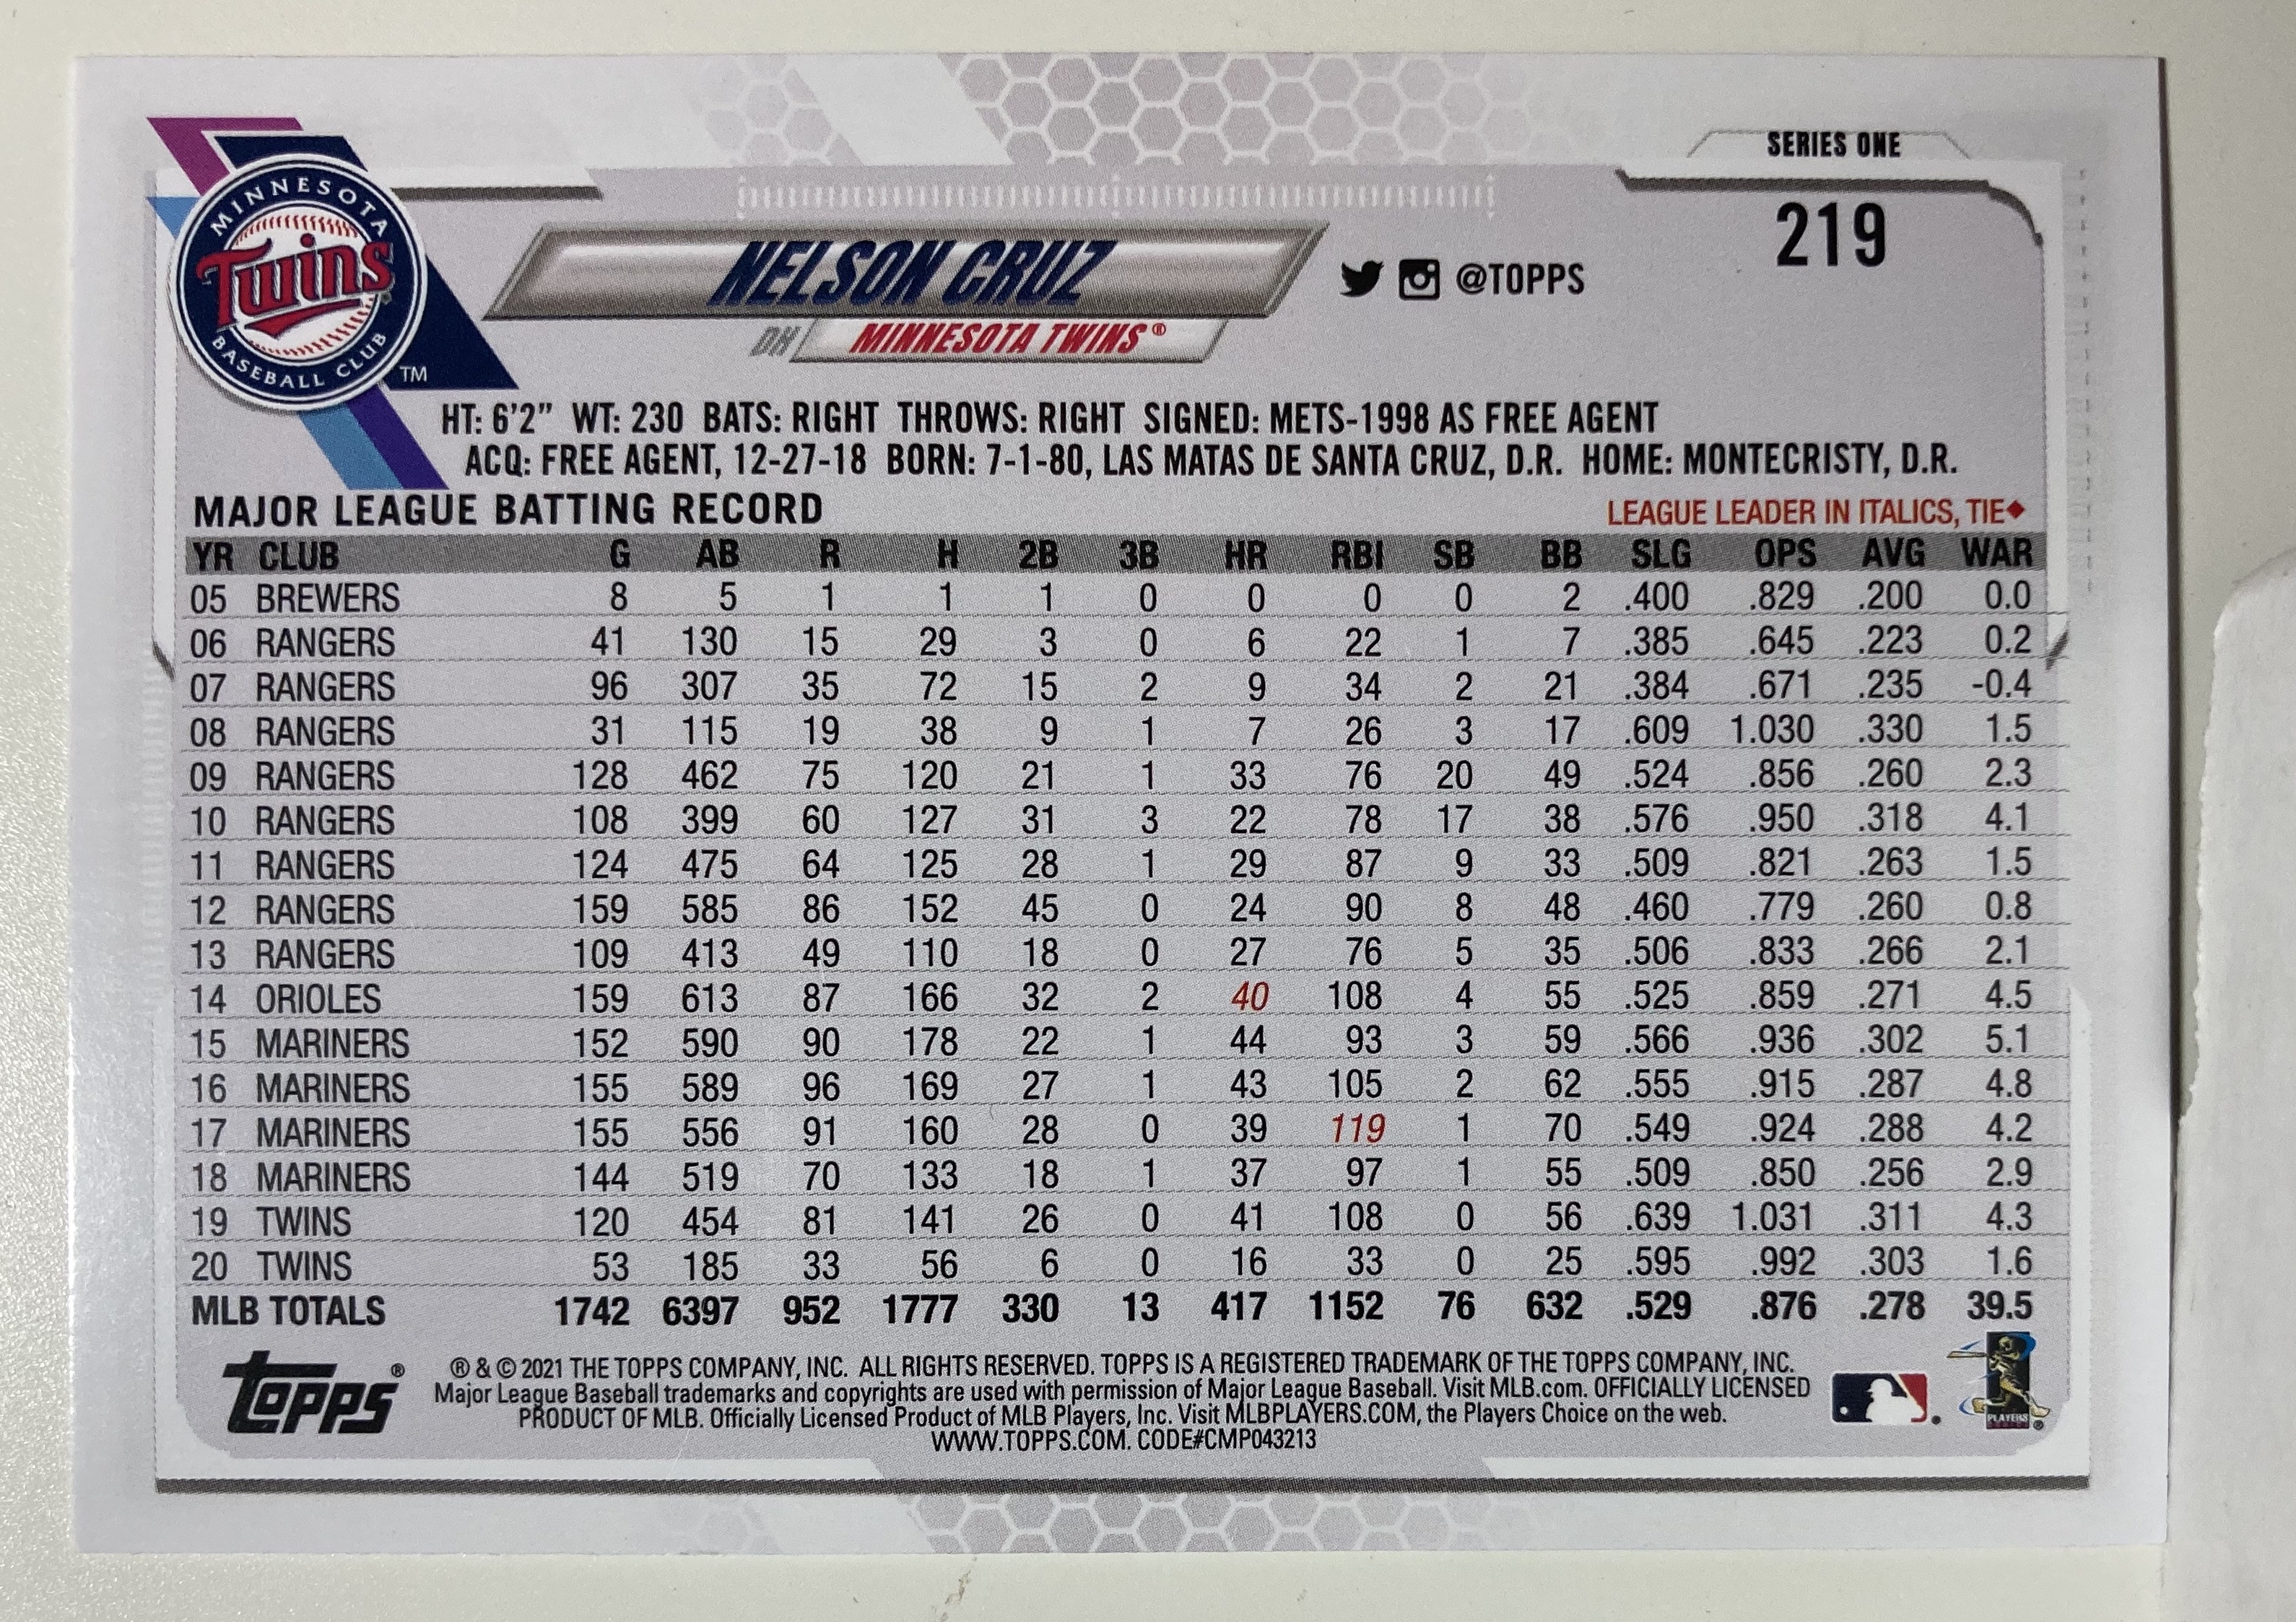 SERIES ONE
219
MINNESOTA
Twins
BASEBALL CLUB
TM
NELSON CRUZ
@TOPPS
DH MINNESOTA TWINS®
HT: 6'2" WT: 230 BATS: RIGHT THROWS: RIGHT SIGNED: METS-1998 AS FREE AGENT
ACQ: FREE AGENT, 12-27-18 BORN: 7-1-80, LAS MATAS DE SANTA CRUZ, D.R. HOME: MONTECRISTY, D.R.
MAJOR LEAGUE BATTING RECORD LEAGUE LEADER IN ITALICS, TIE◆
YR CLUB G AB R H 2B 3B HR RBI SB BB SLG OPS AVG WAR
05 BREWERS 8 5 1 1 1 0 0 0 0 2 .400 .829 .200 0.0
06 RANGERS 41 130 15 29 3 0 6 22 1 7 .385 .645 .223 0.2
07 RANGERS 96 307 35 72 15 2 9 34 2 21 .384 .671 .235 -0.4
08 RANGERS 31 115 19 38 9 1 7 26 3 17 .609 1.030 .330 1.5
09 RANGERS 128 462 75 120 21 1 33 76 20 49 .524 .856 .260 2.3
10 RANGERS 108 399 60 127 31 3 22 78 17 38 .576 .950 .318 4.1
11 RANGERS 124 475 64 125 28 1 29 87 9 33 .509 .821 .263 1.5
12 RANGERS 159 585 86 152 45 0 24 90 8 48 .460 .779 .260 0.8
13 RANGERS 109 413 49 110 18 0 27 76 5 35 .506 .833 .266 2.1
14 ORIOLES 159 613 87 166 32 2 40 108 4 55 .525 .859 .271 4.5
15 MARINERS 152 590 90 178 22 1 44 93 3 59 .566 .936 .302 5.1
16 MARINERS 155 589 96 169 27 1 43 105 2 62 .555 .915 .287 4.8
17 MARINERS 155 556 91 160 28 0 39 119 1 70 .549 .924 .288 4.2
18 MARINERS 144 519 70 133 18 1 37 97 1 55 .509 .850 .256 2.9
19 TWINS 120 454 81 141 26 0 41 108 0 56 .639 1.031 .311 4.3
20 TWINS 53 185 33 56 6 0 16 33 0 25 .595 .992 .303 1.6
MLB TOTALS 1742 6397 952 1777 330 13 417 1152 76 632 .529 .876 .278 39.5
TOPPS®
® & © 2021 THE TOPPS COMPANY, INC. ALL RIGHTS RESERVED. TOPPS IS A REGISTERED TRADEMARK OF THE TOPPS COMPANY, INC.
Major League Baseball trademarks and copyrights are used with permission of Major League Baseball. Visit MLB.com. OFFICIALLY LICENSED
PRODUCT OF MLB. Officially Licensed Product of MLB Players, Inc. Visit MLBPLAYERS.COM, the Players Choice on the web.
WWW.TOPPS.COM. CODE#CMP043213
PLAYERS